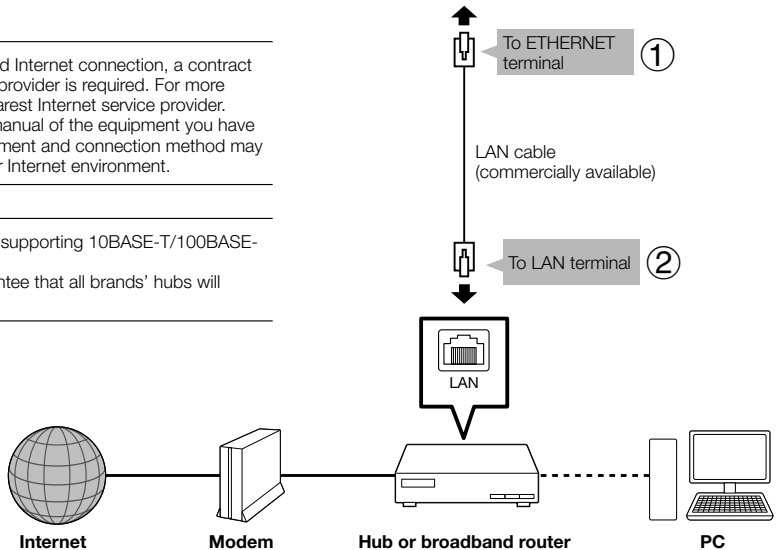 d Internet connection, a contract
provider is required. For more
arest Internet service provider.
manual of the equipment you have
ment and connection method may
r Internet environment.
supporting 10BASE-T/100BASE-
ntee that all brands' hubs will
To ETHERNET
terminal
①
LAN cable
(commercially available)
To LAN terminal
②
LAN
Internet
Modem
Hub or broadband router
PC